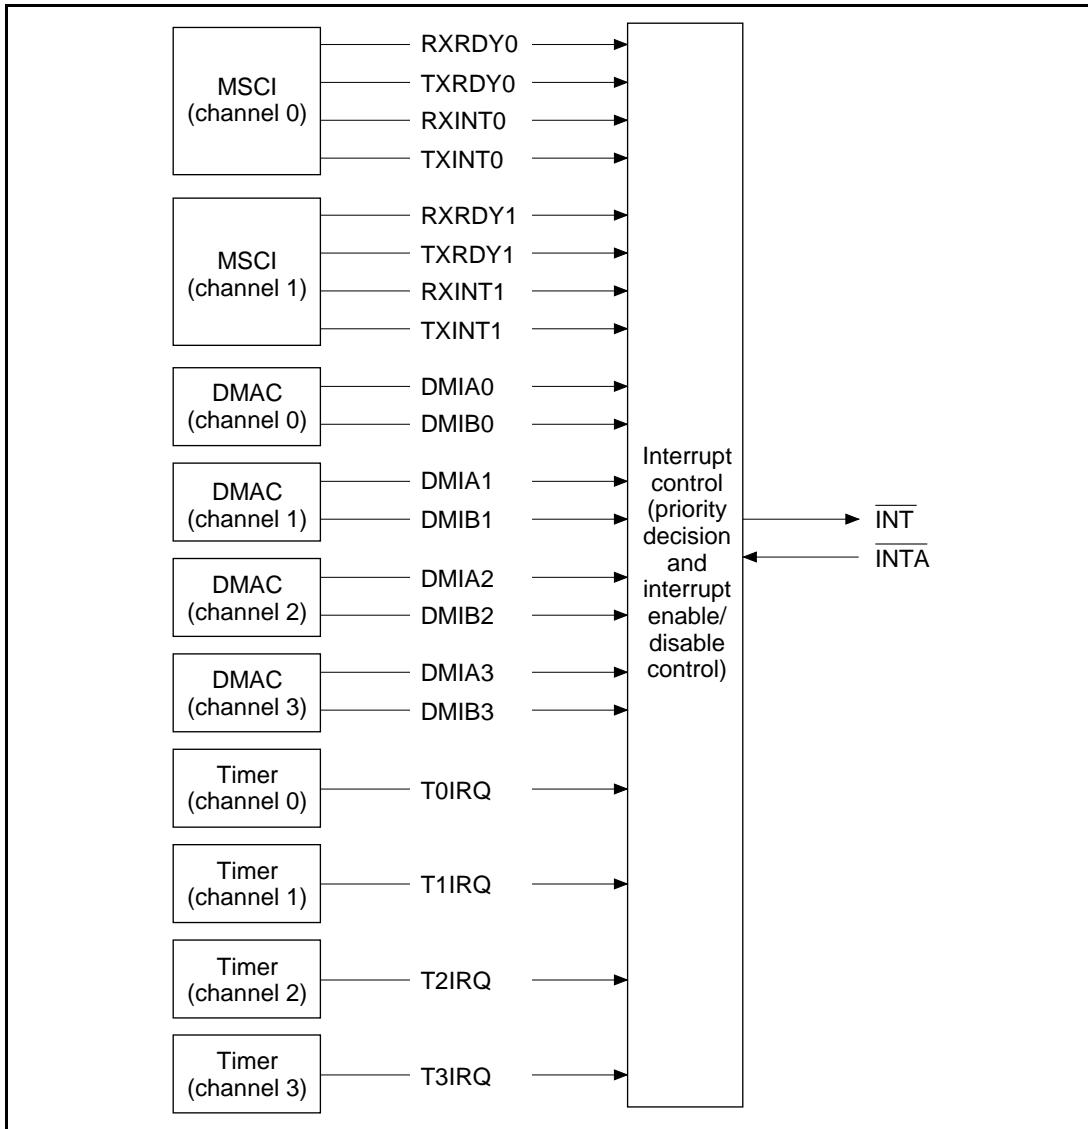 MSCI
(channel 0)
RXRDY0
TXRDY0
RXINT0
TXINT0
MSCI
(channel 1)
RXRDY1
TXRDY1
RXINT1
TXINT1
DMAC
(channel 0)
DMIA0
DMIB0
DMAC
(channel 1)
DMIA1
DMIB1
DMAC
(channel 2)
DMIA2
DMIB2
DMAC
(channel 3)
DMIA3
DMIB3
Timer
(channel 0)
T0IRQ
Timer
(channel 1)
T1IRQ
Timer
(channel 2)
T2IRQ
Timer
(channel 3)
T3IRQ
Interrupt
control
(priority
decision
and
interrupt
enable/
disable
control)
INT
INTA